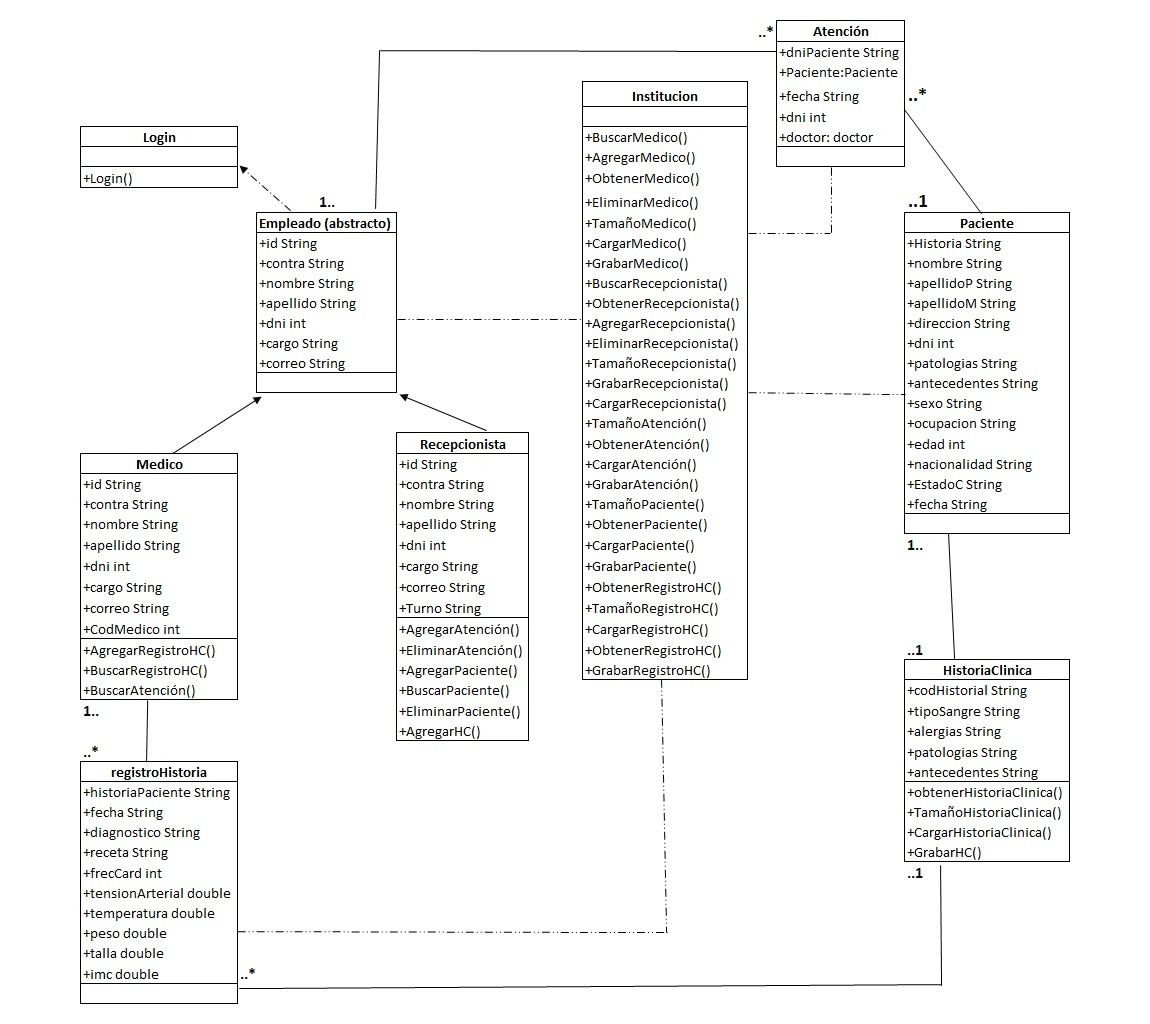 Login
+Login()
1..
Empleado (abstracto)
+id String
+contra String
+nombre String
+apellido String
+dni int
+cargo String
+correo String
Medico
+id String
+contra String
+nombre String
+apellido String
+dni int
+cargo String
+correo String
+CodMedico int
+AgregarRegistroHC()
+BuscarRegistroHC()
+BuscarAtención()
1..
..*
registroHistoria
+historiaPaciente String
+fecha String
+diagnostico String
+receta String
+frecCard int
+tensionArterial double
+temperatura double
+peso double
+talla double
+imc double
..*
Recepcionista
+id String
+contra String
+nombre String
+apellido String
+dni int
+cargo String
+correo String
+Turno String
+AgregarAtención()
+EliminarAtención()
+AgregarPaciente()
+BuscarPaciente()
+EliminarPaciente()
+AgregarHC()
Institucion
+BuscarMedico()
+AgregarMedico()
+ObtenerMedico()
+EliminarMedico()
+TamañoMedico()
+CargarMedico()
+GrabarMedico()
+BuscarRecepcionista()
+ObtenerRecepcionista()
+AgregarRecepcionista()
+EliminarRecepcionista()
+TamañoRecepcionista()
+GrabarRecepcionista()
+CargarRecepcionista()
+TamañoAtención()
+ObtenerAtención()
+CargarAtención()
+GrabarAtención()
+TamañoPaciente()
+ObtenerPaciente()
+CargarPaciente()
+GrabarPaciente()
+ObtenerRegistroHC()
+TamañoRegistroHC()
+CargarRegistroHC()
+ObtenerRegistroHC()
+GrabarRegistroHC()
..*
Atención
+dniPaciente String
+Paciente:Paciente
+fecha String
+dni int
+doctor: doctor
..*
..1
Paciente
+Historia String
+nombre String
+apellidoP String
+apellidoM String
+direccion String
+dni int
+patologias String
+antecedentes String
+sexo String
+ocupacion String
+edad int
+nacionalidad String
+EstadoC String
+fecha String
1..
..1
HistoriaClinica
+codHistorial String
+tipoSangre String
+alergias String
+patologias String
+antecedentes String
+obtenerHistoriaClinica()
+TamañoHistoriaClinica()
+CargarHistoriaClinica()
+GrabarHC()
..1